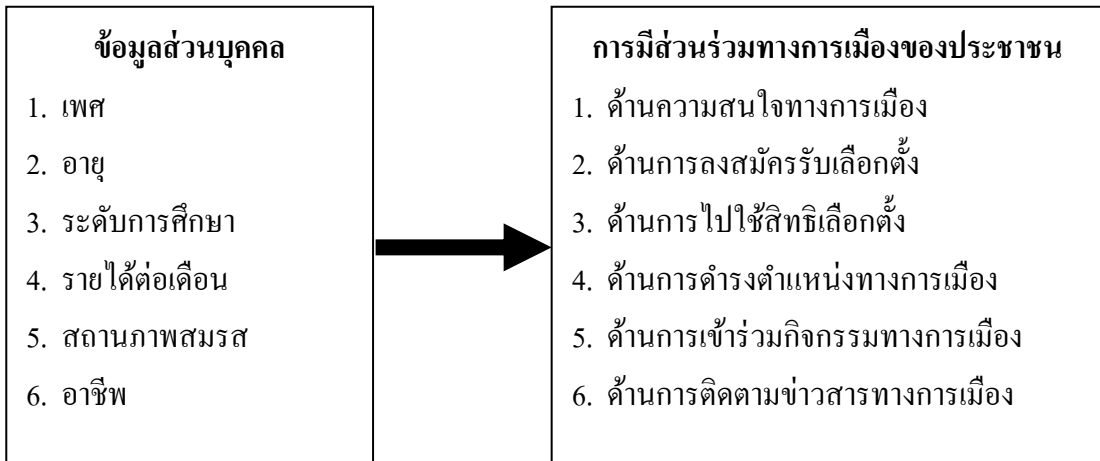 ข้อมูลส่วนบุคคล
1. เพศ
2. อายุ
3. ระดับการศึกษา
4. รายได้ต่อเดือน
5. สถานภาพสมรส
6. อาชีพ
การมีส่วนร่วมทางการเมืองของประชาชน
1. ด้านความสนใจทางการเมือง
2. ด้านการลงสมัครรับเลือกตั้ง
3. ด้านการไปใช้สิทธิเลือกตั้ง
4. ด้านการดำรงตำแหน่งทางการเมือง
5. ด้านการเข้าร่วมกิจกรรมทางการเมือง
6. ด้านการติดตามข่าวสารทางการเมือง